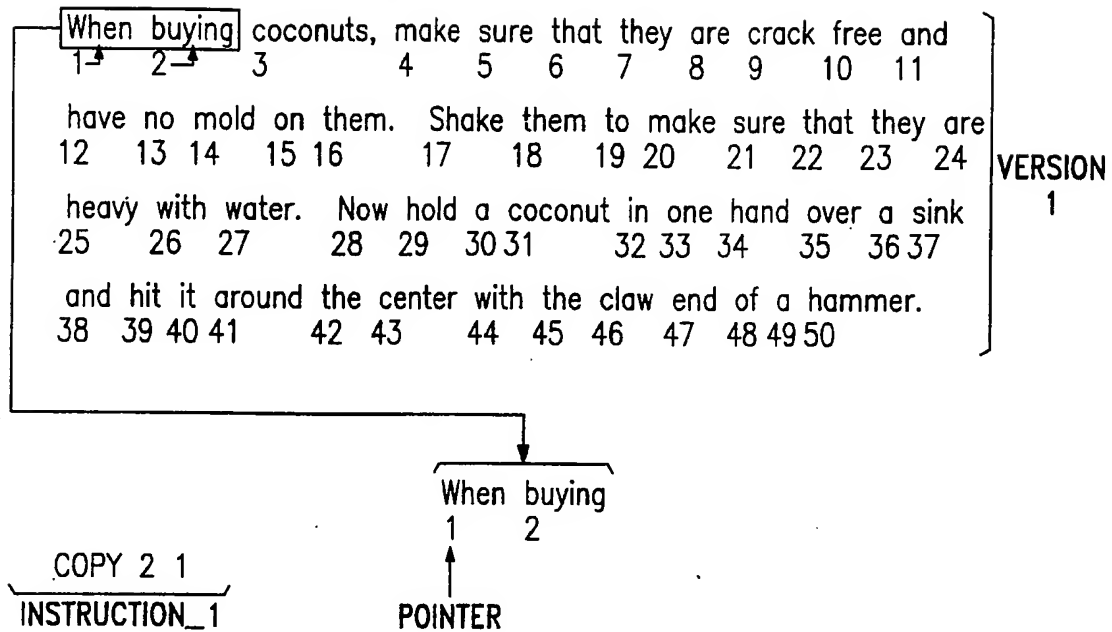 When buying coconuts, make sure that they are crack free and
1 2 3 4 5 6 7 8 9 10 11
have no mold on them. Shake them to make sure that they are
12 13 14 15 16 17 18 19 20 21 22 23 24
heavy with water. Now hold a coconut in one hand over a sink
25 26 27 28 29 30 31 32 33 34 35 36 37
and hit it around the center with the claw end of a hammer.
38 39 40 41 42 43 44 45 46 47 48 49 50
VERSION
1
When buying
1 2
COPY 2 1
INSTRUCTION_1
POINTER